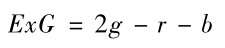 ExG = 2g - r - b